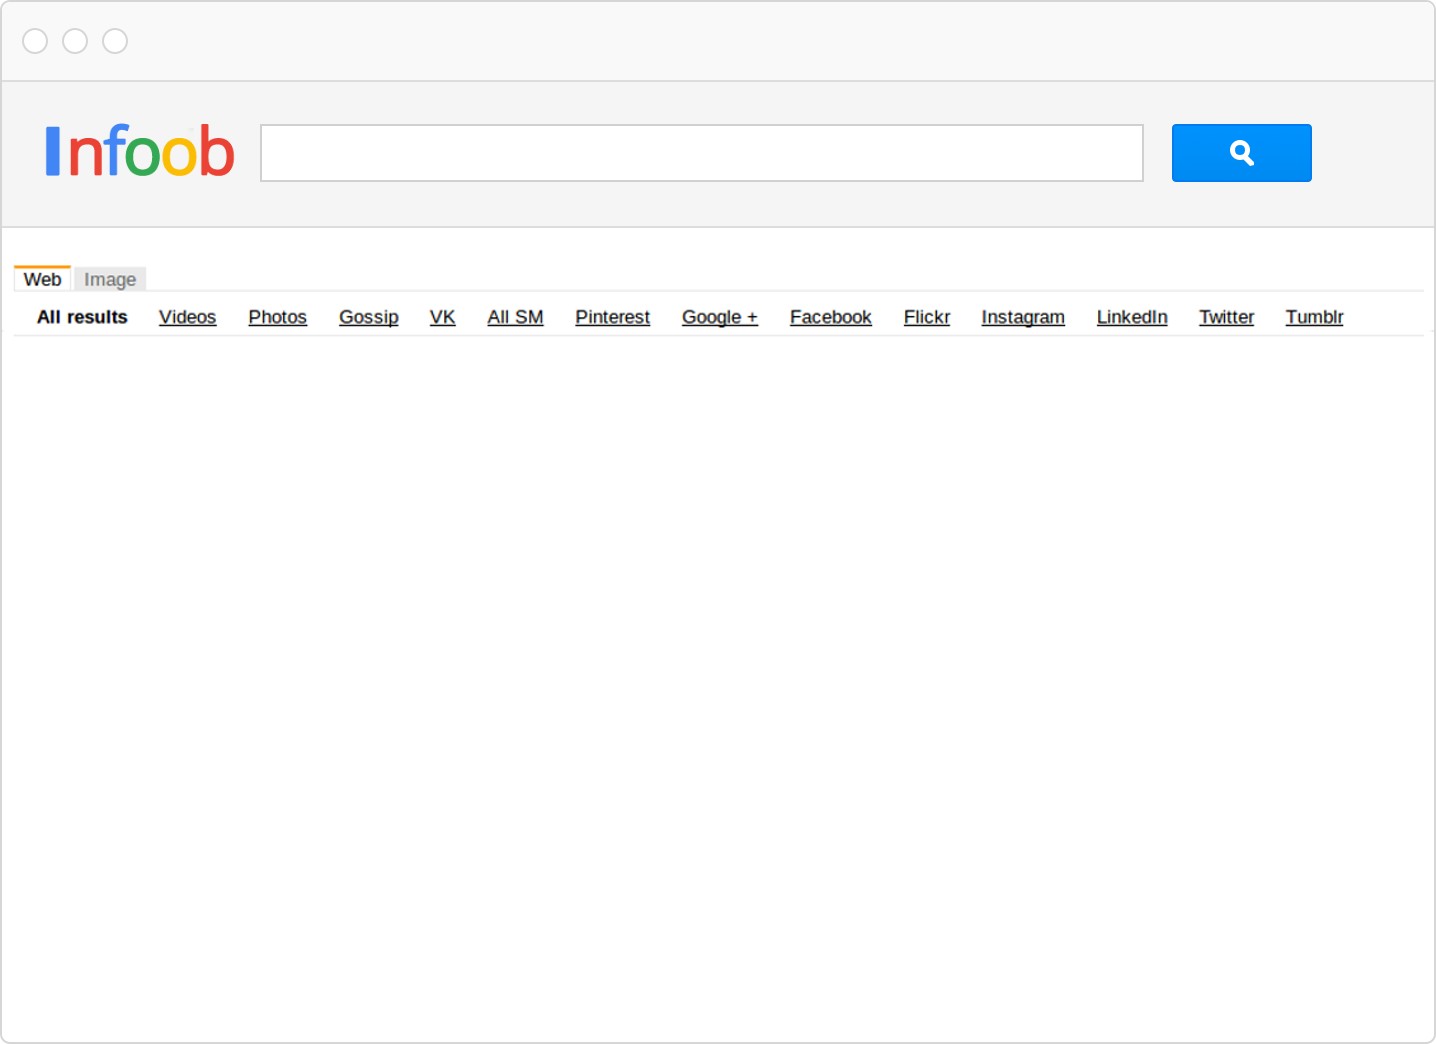 Infoob
Web Image
All results Videos Photos Gossip VK All SM Pinterest Google + Facebook Flickr Instagram LinkedIn Twitter Tumblr